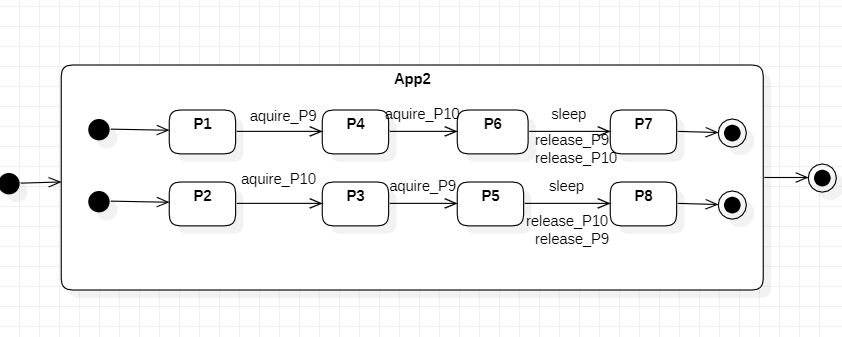 App2
P1
aquire_P9
P4
aquire_P10
P6
sleep
release_P9
release_P10
P7
P2
aquire_P10
P3
aquire_P9
P5
sleep
release_P10
release_P9
P8